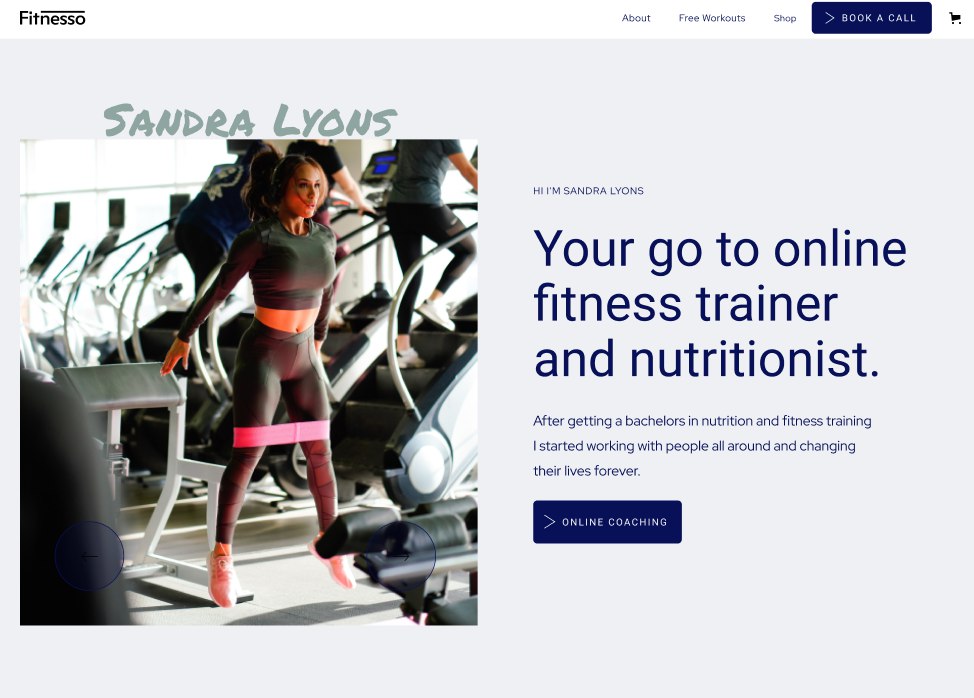 Fitnesso
About Free Workouts Shop BOOK A CALL
SANDRA LYONS
HI I'M SANDRA LYONS
Your go to online
fitness trainer
and nutritionist.
After getting a bachelors in nutrition and fitness training
I started working with people all around and changing
their lives forever.
ONLINE COACHING